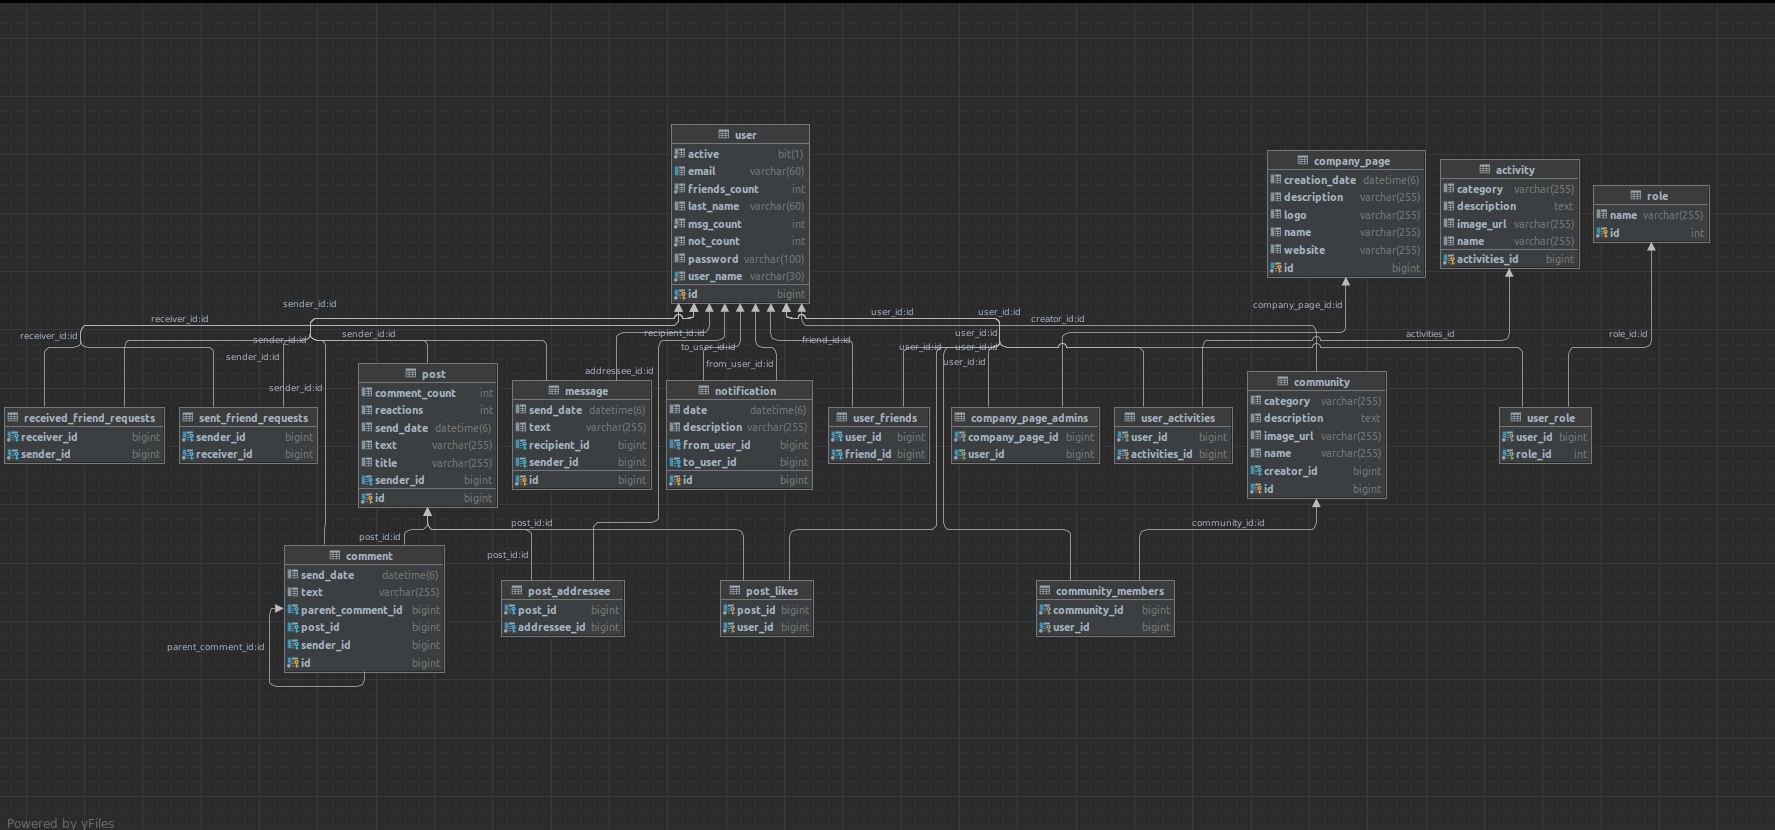 user
active bit(1)
email varchar(60)
friends_count int
last_name varchar(60)
msg_count int
not_count int
password varchar(100)
user_name varchar(30)
id bigint
company_page
creation_date datetime(6)
description varchar(255)
logo varchar(255)
name varchar(255)
website varchar(255)
id bigint
activity
category varchar(255)
description text
image_url varchar(255)
name varchar(255)
activities_id bigint
role
name varchar(255)
id int
sender_id:id
receiver_id:id
receiver_id:id
sender_id:id
sender_id:id
sender_id:id
sender_id:id
recipient_id:id
to_user_id:id
from_user_id:id
addressee_id:id
friend_id:id
user_id:id
user_id:id
user_id:id
user_id:id
user_id:id
user_id:id
creator_id:id
company_page_id:id
activities_id
role_id:id
received_friend_requests
receiver_id bigint
sender_id bigint
sent_friend_requests
sender_id bigint
receiver_id bigint
post
comment_count int
reactions int
send_date datetime(6)
text varchar(255)
title varchar(255)
sender_id bigint
id bigint
message
send_date datetime(6)
text varchar(255)
recipient_id bigint
sender_id bigint
id bigint
notification
date datetime(6)
description varchar(255)
from_user_id bigint
to_user_id bigint
id bigint
user_friends
user_id bigint
friend_id bigint
company_page_admins
company_page_id bigint
user_id bigint
user_activities
user_id bigint
activities_id bigint
community
category varchar(255)
description text
image_url varchar(255)
name varchar(255)
creator_id bigint
id bigint
user_role
user_id bigint
role_id int
post_id:id
post_id:id
post_id:id
community_id:id
comment
send_date datetime(6)
text varchar(255)
parent_comment_id bigint
post_id bigint
sender_id bigint
id bigint
parent_comment_id:id
post_addressee
post_id bigint
addressee_id bigint
post_likes
post_id bigint
user_id bigint
community_members
community_id bigint
user_id bigint
Powered by yFiles